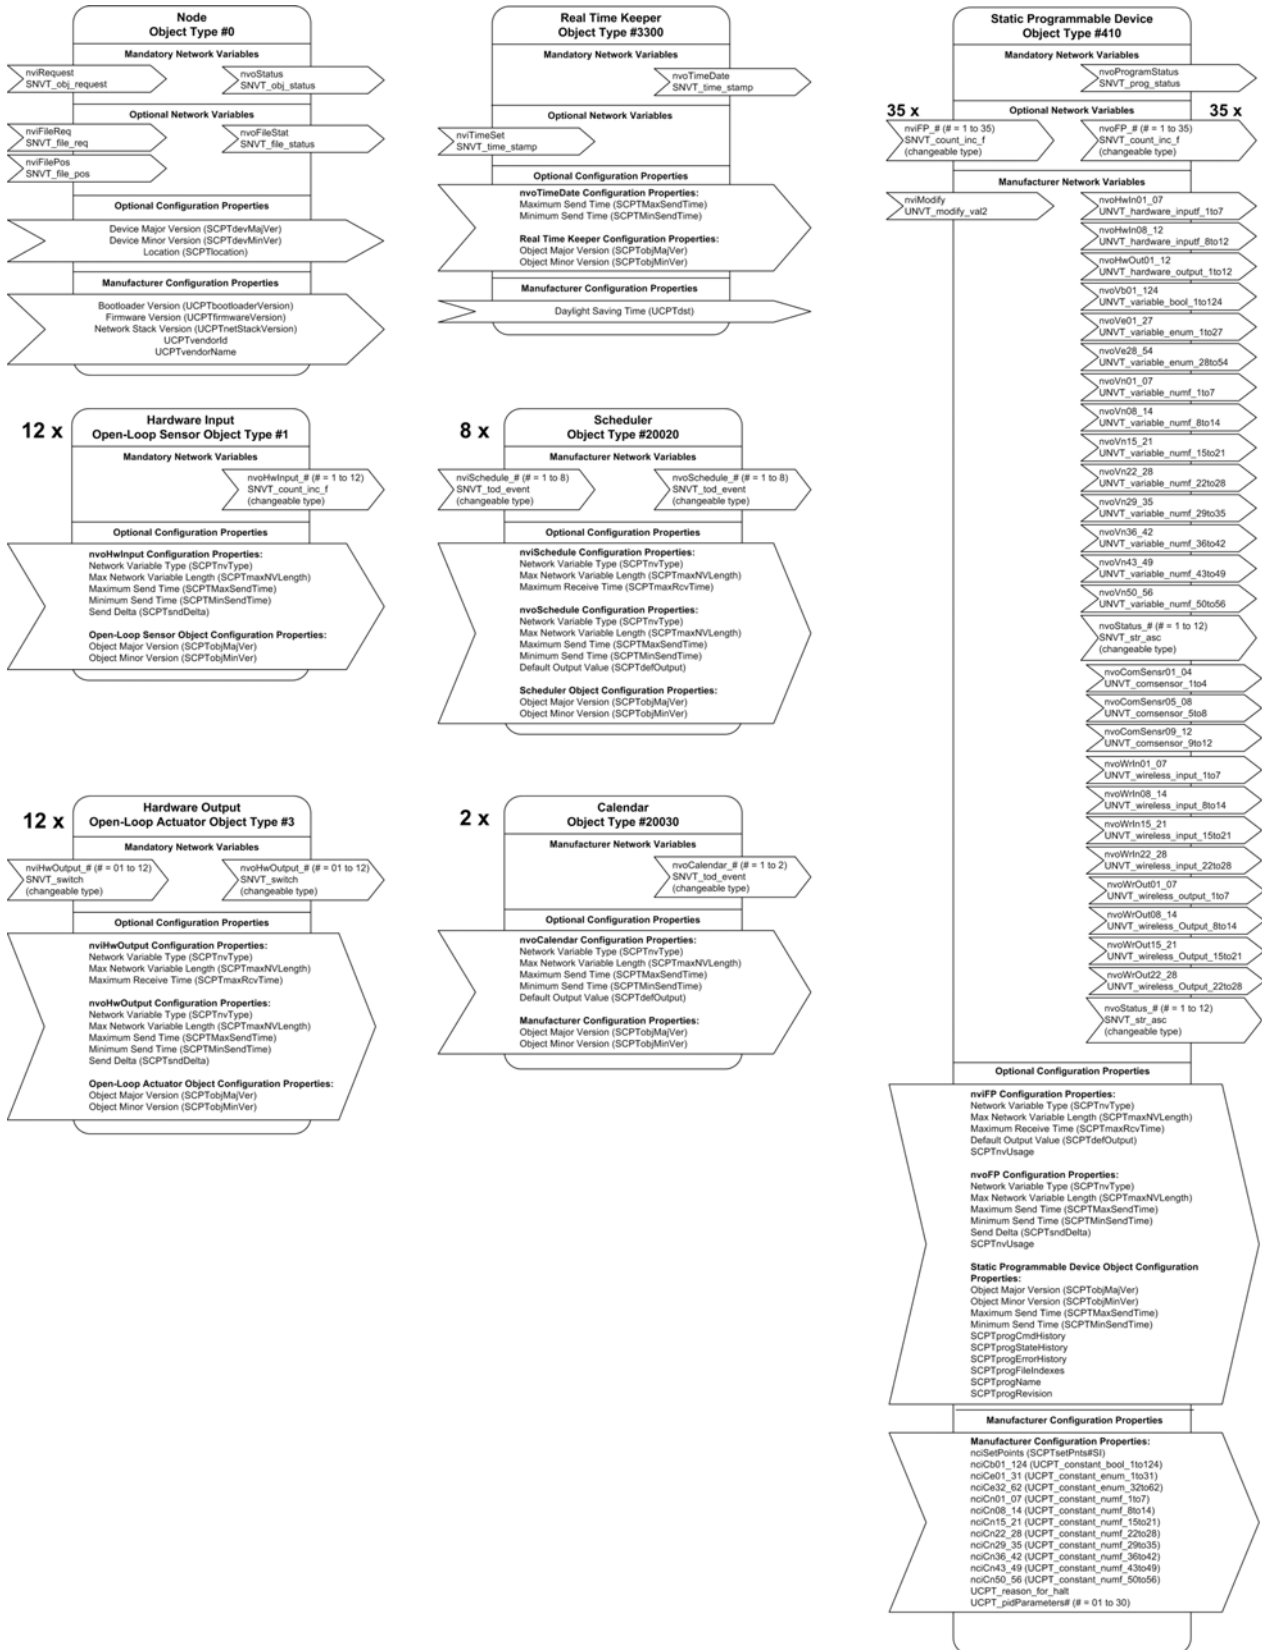 Node
Object Type #0
Mandatory Network Variables
nviRequest
SNVT_obj_request
nvoStatus
SNVT_obj_status
Optional Network Variables
nviFileReq
SNVT_file_req
nvoFileStat
SNVT_file_status
nviFilePos
SNVT_file_pos
Optional Configuration Properties
Device Major Version (SCPTdevMajVer)
Device Minor Version (SCPTdevMinVer)
Location (SCPTlocation)
Manufacturer Configuration Properties
Bootloader Version (UCPTbootloaderVersion)
Firmware Version (UCPTfirmwareVersion)
Network Stack Version (UCPTnetStackVersion)
UCPTvendorId
UCPTvendorName
Real Time Keeper
Object Type #3300
Mandatory Network Variables
nvoTimeDate
SNVT_time_stamp
Optional Network Variables
nviTimeSet
SNVT_time_stamp
Optional Configuration Properties
nvoTimeDate Configuration Properties:
Maximum Send Time (SCPTMaxSendTime)
Minimum Send Time (SCPTMinSendTime)
Real Time Keeper Configuration Properties:
Object Major Version (SCPTobjMajVer)
Object Minor Version (SCPTobjMinVer)
Manufacturer Configuration Properties
Daylight Saving Time (UCPTdst)
12 x
Hardware Input
Open-Loop Sensor Object Type #1
Mandatory Network Variables
nvoHwInput_# (# = 1 to 12)
SNVT_count_inc_f
(changeable type)
Optional Configuration Properties
nvoHwInput Configuration Properties:
Network Variable Type (SCPTnvType)
Max Network Variable Length (SCPTmaxNVLength)
Maximum Send Time (SCPTMaxSendTime)
Minimum Send Time (SCPTMinSendTime)
Send Delta (SCPTsndDelta)
Open-Loop Sensor Object Configuration Properties:
Object Major Version (SCPTobjMajVer)
Object Minor Version (SCPTobjMinVer)
8 x
Scheduler
Object Type #20020
Manufacturer Network Variables
nviSchedule_# (# = 1 to 8)
SNVT_tod_event
(changeable type)
nvoSchedule_# (# = 1 to 8)
SNVT_tod_event
(changeable type)
Optional Configuration Properties
nviSchedule Configuration Properties:
Network Variable Type (SCPTnvType)
Max Network Variable Length (SCPTmaxNVLength)
Maximum Receive Time (SCPTmaxRcvTime)
nvoSchedule Configuration Properties:
Network Variable Type (SCPTnvType)
Max Network Variable Length (SCPTmaxNVLength)
Maximum Send Time (SCPTMaxSendTime)
Minimum Send Time (SCPTMinSendTime)
Default Output Value (SCPTdefOutput)
Scheduler Object Configuration Properties:
Object Major Version (SCPTobjMajVer)
Object Minor Version (SCPTobjMinVer)
12 x
Hardware Output
Open-Loop Actuator Object Type #3
Mandatory Network Variables
nviHwOutput_# (# = 01 to 12)
SNVT_switch
(changeable type)
nvoHwOutput_# (# = 01 to 12)
SNVT_switch
(changeable type)
Optional Configuration Properties
nviHwOutput Configuration Properties:
Network Variable Type (SCPTnvType)
Max Network Variable Length (SCPTmaxNVLength)
Maximum Receive Time (SCPTmaxRcvTime)
nvoHwOutput Configuration Properties:
Network Variable Type (SCPTnvType)
Max Network Variable Length (SCPTmaxNVLength)
Maximum Send Time (SCPTMaxSendTime)
Minimum Send Time (SCPTMinSendTime)
Send Delta (SCPTsndDelta)
Open-Loop Actuator Object Configuration Properties:
Object Major Version (SCPTobjMajVer)
Object Minor Version (SCPTobjMinVer)
2 x
Calendar
Object Type #20030
Manufacturer Network Variables
nvoCalendar_# (# = 1 to 2)
SNVT_tod_event
(changeable type)
Optional Configuration Properties
nvoCalendar Configuration Properties:
Network Variable Type (SCPTnvType)
Max Network Variable Length (SCPTmaxNVLength)
Maximum Send Time (SCPTMaxSendTime)
Minimum Send Time (SCPTMinSendTime)
Default Output Value (SCPTdefOutput)
Manufacturer Configuration Properties:
Object Major Version (SCPTobjMajVer)
Object Minor Version (SCPTobjMinVer)
Static Programmable Device
Object Type #410
Mandatory Network Variables
nvoProgramStatus
SNVT_prog_status
35 x
Optional Network Variables
35 x
nviFP_# (# = 1 to 35)
SNVT_count_inc_f
(changeable type)
nvoFP_# (# = 1 to 35)
SNVT_count_inc_f
(changeable type)
Manufacturer Network Variables
nviModify
UNVT_modify_val2
nvoHwIn01_07
UNVT_hardware_inputf_1to7
nvoHwIn08_12
UNVT_hardware_inputf_8to12
nvoHwOut01_12
UNVT_hardware_output_1to12
nvoVb01_124
UNVT_variable_bool_1to124
nvoVe01_27
UNVT_variable_enum_1to27
nvoVe28_54
UNVT_variable_enum_28to54
nvoVn01_07
UNVT_variable_numf_1to7
nvoVn08_14
UNVT_variable_numf_8to14
nvoVn15_21
UNVT_variable_numf_15to21
nvoVn22_28
UNVT_variable_numf_22to28
nvoVn29_35
UNVT_variable_numf_29to35
nvoVn36_42
UNVT_variable_numf_36to42
nvoVn43_49
UNVT_variable_numf_43to49
nvoVn50_56
UNVT_variable_numf_50to56
nvoStatus_# (# = 1 to 12)
SNVT_str_asc
(changeable type)
nvoComSensr01_04
UNVT_comsensor_1to4
nvoComSensr05_08
UNVT_comsensor_5to8
nvoComSensr09_12
UNVT_comsensor_9to12
nvoWrIn01_07
UNVT_wireless_input_1to7
nvoWrIn08_14
UNVT_wireless_input_8to14
nvoWrIn15_21
UNVT_wireless_input_15to21
nvoWrIn22_28
UNVT_wireless_input_22to28
nvoWrOut01_07
UNVT_wireless_output_1to7
nvoWrOut08_14
UNVT_wireless_Output_8to14
nvoWrOut15_21
UNVT_wireless_Output_15to21
nvoWrOut22_28
UNVT_wireless_Output_22to28
nvoStatus_# (# = 1 to 12)
SNVT_str_asc
(changeable type)
Optional Configuration Properties
nviFP Configuration Properties:
Network Variable Type (SCPTnvType)
Max Network Variable Length (SCPTmaxNVLength)
Maximum Receive Time (SCPTmaxRcvTime)
Default Output Value (SCPTdefOutput)
SCPTnvUsage
nvoFP Configuration Properties:
Network Variable Type (SCPTnvType)
Max Network Variable Length (SCPTmaxNVLength)
Maximum Send Time (SCPTMaxSendTime)
Minimum Send Time (SCPTMinSendTime)
Send Delta (SCPTsndDelta)
SCPTnvUsage
Static Programmable Device Object Configuration
Properties:
Object Major Version (SCPTobjMajVer)
Object Minor Version (SCPTobjMinVer)
Maximum Send Time (SCPTMaxSendTime)
Minimum Send Time (SCPTMinSendTime)
SCPTprogCmdHistory
SCPTprogStateHistory
SCPTprogErrorHistory
SCPTprogFileIndexes
SCPTprogName
SCPTprogRevision
Manufacturer Configuration Properties
Manufacturer Configuration Properties:
nciSetPoints (SCPTsetPnts#SI)
nciCb01_124 (UCPT_constant_bool_1to124)
nciCe01_31 (UCPT_constant_enum_1to31)
nciCe32_62 (UCPT_constant_enum_32to62)
nciCn01_07 (UCPT_constant_numf_1to7)
nciCn08_14 (UCPT_constant_numf_8to14)
nciCn15_21 (UCPT_constant_numf_15to21)
nciCn22_28 (UCPT_constant_numf_22to28)
nciCn29_35 (UCPT_constant_numf_29to35)
nciCn36_42 (UCPT_constant_numf_36to42)
nciCn43_49 (UCPT_constant_numf_43to49)
nciCn50_56 (UCPT_constant_numf_50to56)
UCPT_reason_for_halt
UCPT_pidParameters# (# = 01 to 30)